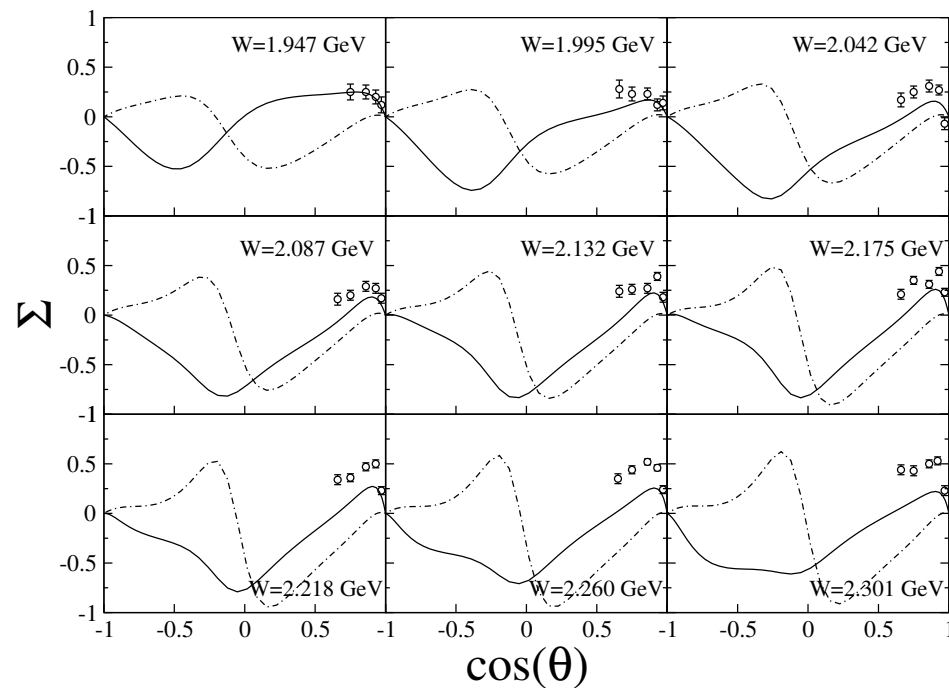 1
0.5
0
-0.5
-1
W=1.947 GeV
W=1.995 GeV
W=2.042 GeV
0.5
0
-0.5
-1
W=2.087 GeV
W=2.132 GeV
W=2.175 GeV
Σ
0.5
0
-0.5
-1
W=2.218 GeV
W=2.260 GeV
W=2.301 GeV
-1 -0.5 0 0.5 -1 -0.5 0 0.5 -1 -0.5 0 0.5 1
cos(θ)